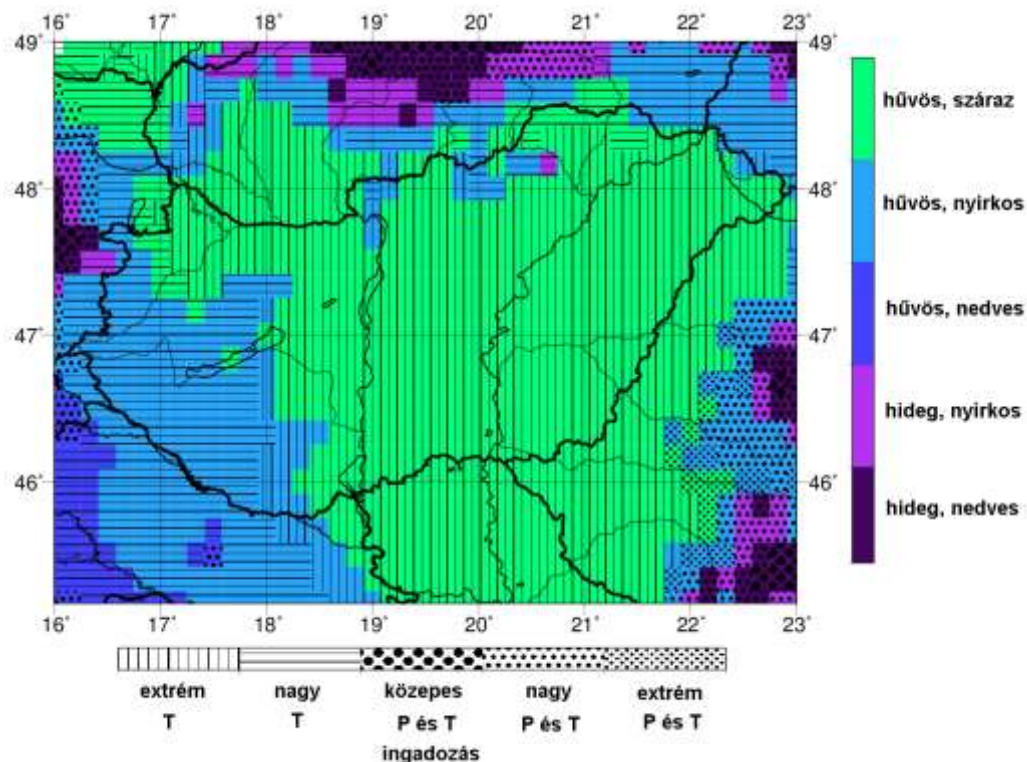 16˚ 17˚ 18˚ 19˚ 20˚ 21˚ 22˚ 23˚
49˚ 49˚
48˚ 48˚
47˚ 47˚
46˚ 46˚
16˚ 17˚ 18˚ 19˚ 20˚ 21˚ 22˚ 23˚
hűvös, száraz
hűvös, nyirkos
hűvös, nedves
hideg, nyirkos
hideg, nedves
extrém nagy közepes nagy extrém
T T P és T P és T P és T
ingadozás